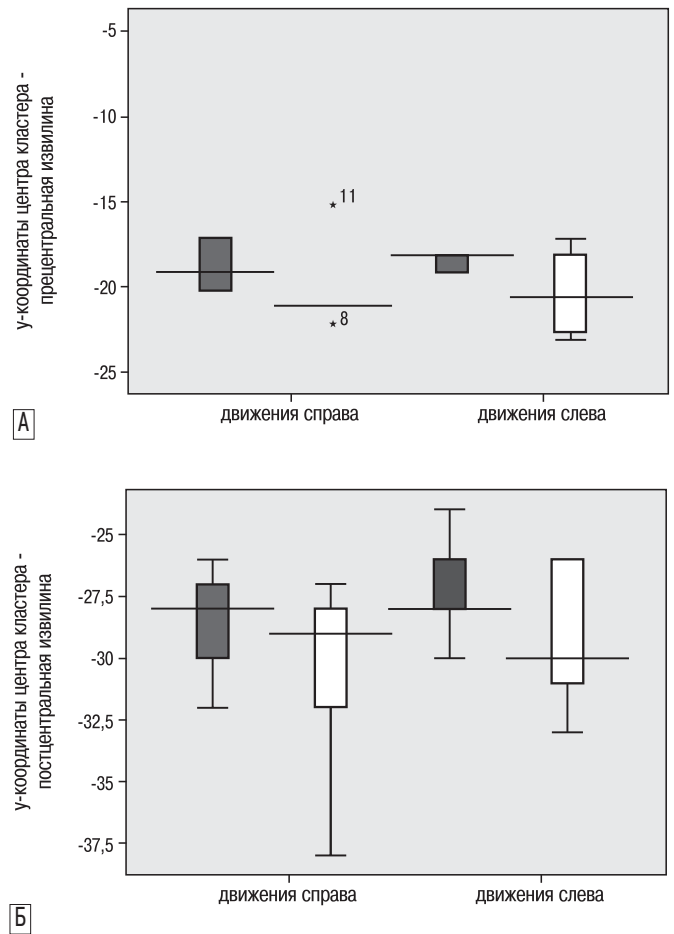 у-координаты центра кластера -
прецентральная извилина
-5
-10
-15
-20
-25
11
8
движения справа
движения слева
А
у-координаты центра кластера -
постцентральная извилина
-25
-27,5
-30
-32,5
-35
-37,5
движения справа
движения слева
Б